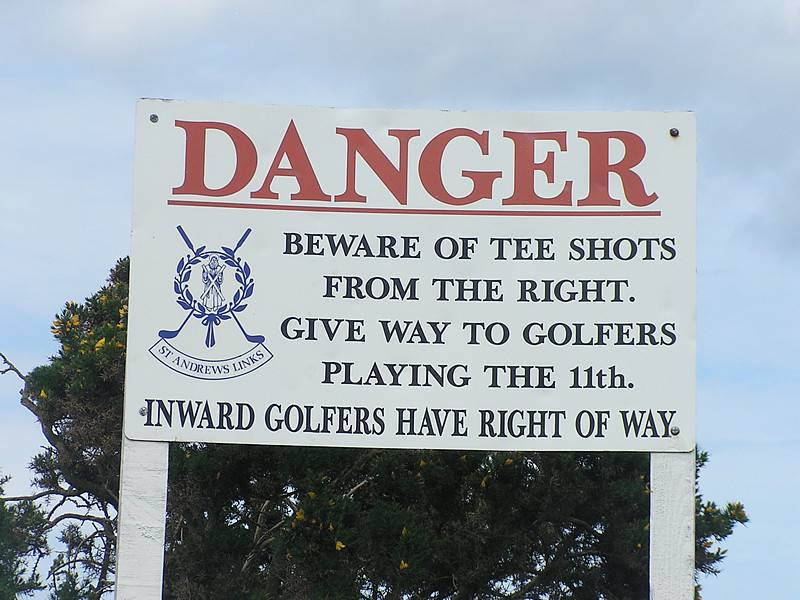 DANGER
BEWARE OF TEE SHOTS
FROM THE RIGHT.
GIVE WAY TO GOLFERS
PLAYING THE 11th.
INWARD GOLFERS HAVE RIGHT OF WAY
ST ANDREWS LINKS